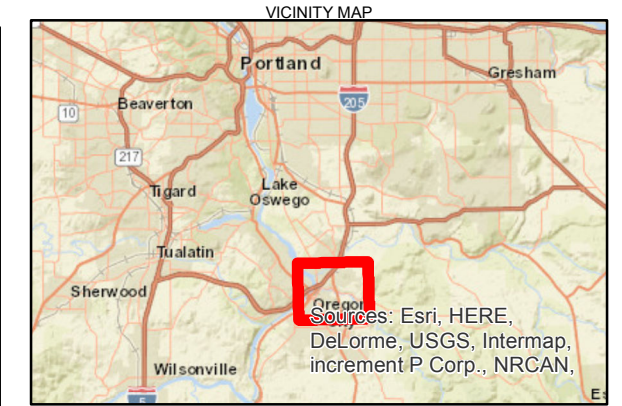 VICINITY MAP
Portland
Gresham
205
Beaverton
10
217
Tigard
Lake
Oswego
Tualatin
Sherwood
Oregon
Sources: Esri, HERE,
DeLorme, USGS, Intermap,
increment P Corp., NRCAN,
Wilsonville
5